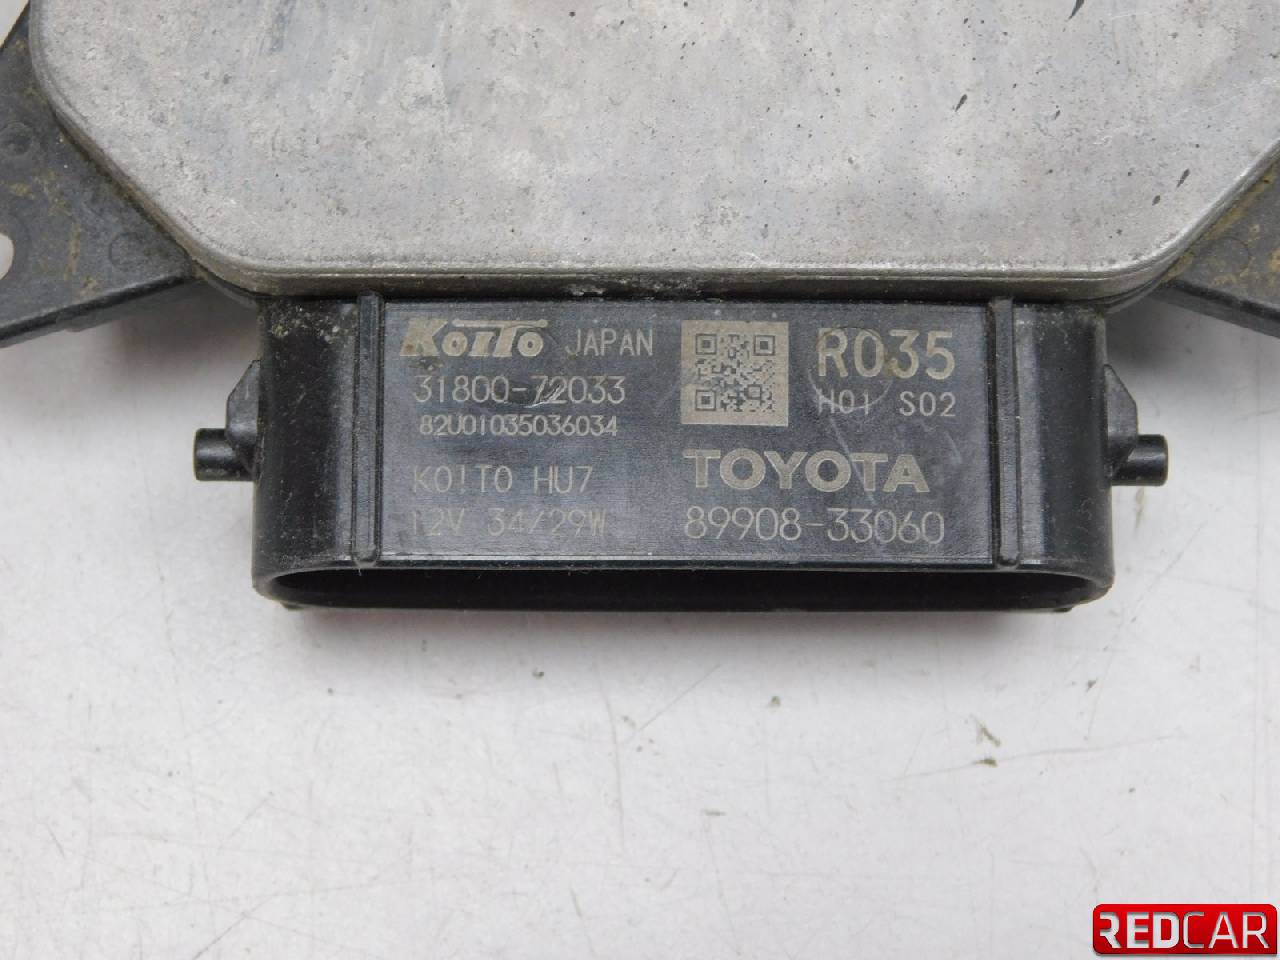 KOITO JAPAN
31800-72033
82U01035036034
KOITO HU7
12V 34/29W
R035
H01 S02
TOYOTA
89908-33060
REDCAR